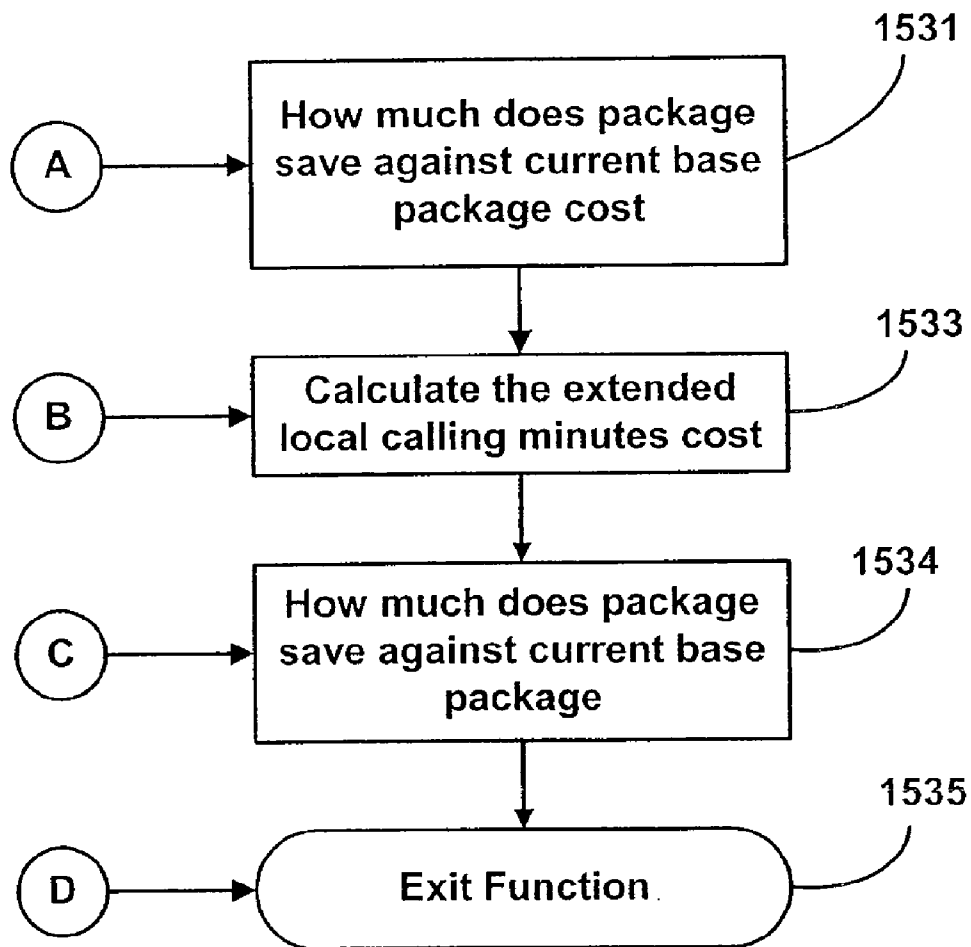 1531
How much does package
save against current base
package cost
A
1533
Calculate the extended
local calling minutes cost
B
1534
How much does package
save against current base
package
C
1535
Exit Function
D